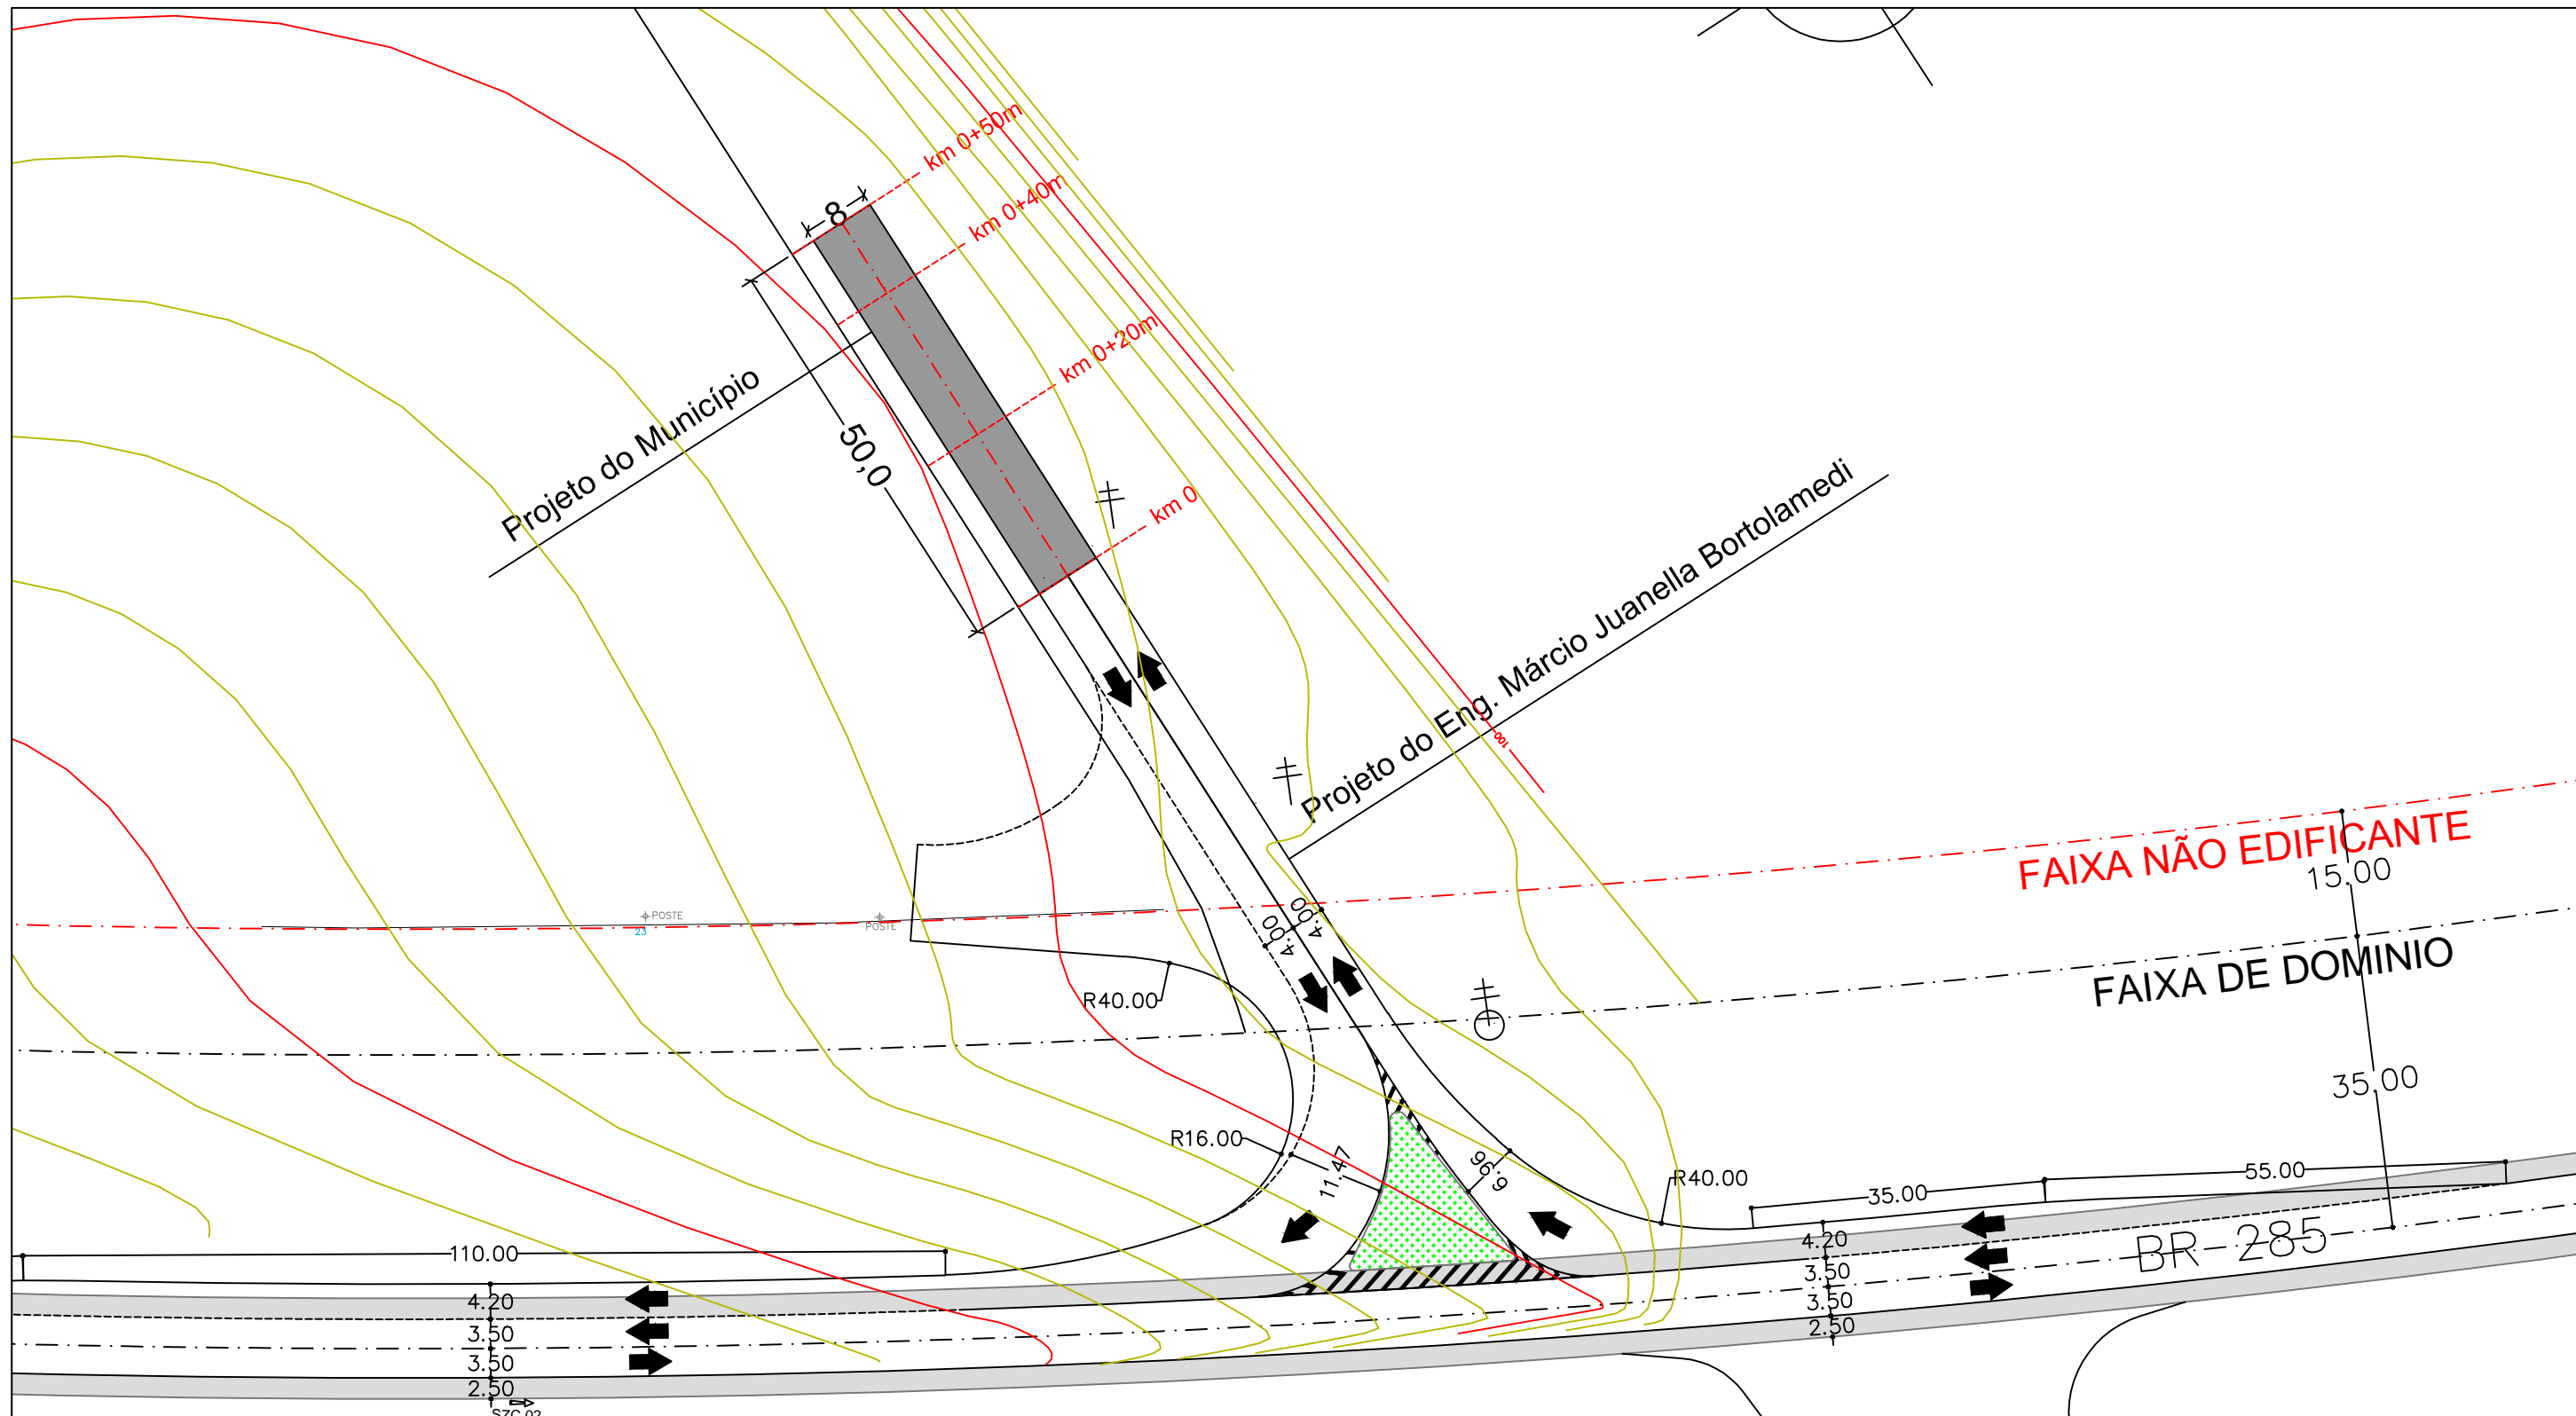 km 0+50m
8
km 0+40m
km 0+20m
Projeto do Município
50,0
km 0
Projeto do Eng. Márcio Juanella Bortolamedi
100
FAIXA NÃO EDIFICANTE
15.00
POSTE
23
POSTE
4.00
4.00
FAIXA DE DOMINIO
R40.00
35.00
R16.00
11.47
6.96
R40.00
35.00
55.00
110.00
4.20
3.50
3.50
2.50
BR 285
4.20
3.50
3.50
2.50